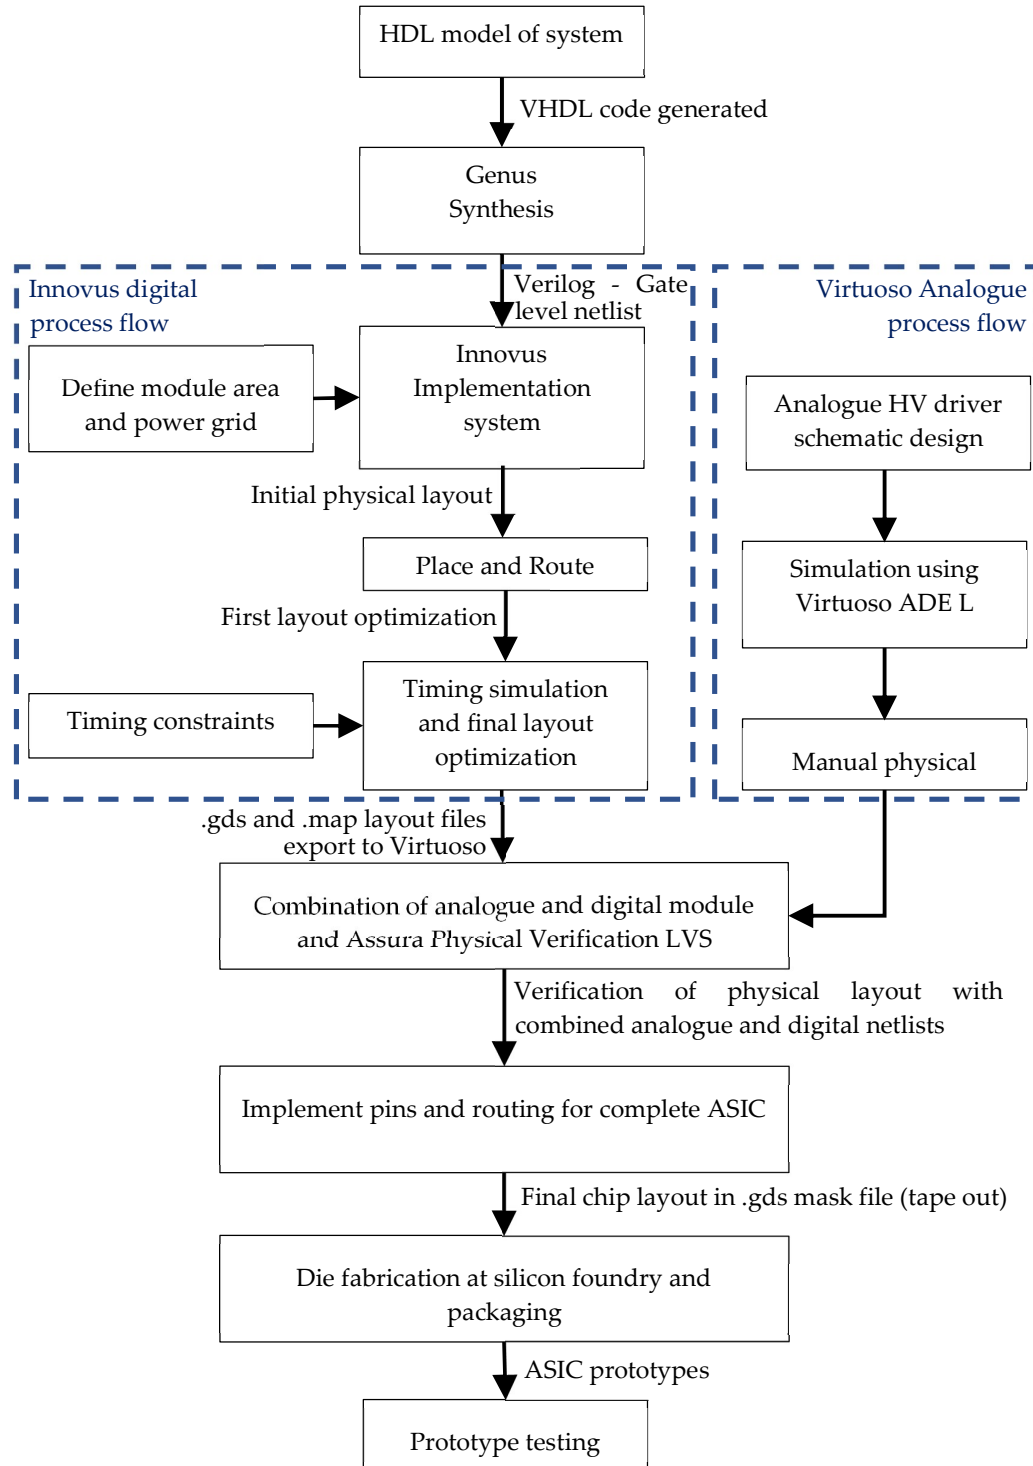 HDL model of system
VHDL code generated
Genus
Synthesis
Innovus digital
process flow
Verilog - Gate
level netlist
Virtuoso Analogue
process flow
Define module area
and power grid
Innovus
Implementation
system
Analogue HV driver
schematic design
Initial physical layout
Place and Route
Simulation using
Virtuoso ADE L
First layout optimization
Timing constraints
Timing simulation
and final layout
optimization
Manual physical
.gds and .map layout files
export to Virtuoso
Combination of analogue and digital module
and Assura Physical Verification LVS
Verification of physical layout with
combined analogue and digital netlists
Implement pins and routing for complete ASIC
Final chip layout in .gds mask file (tape out)
Die fabrication at silicon foundry and
packaging
ASIC prototypes
Prototype testing